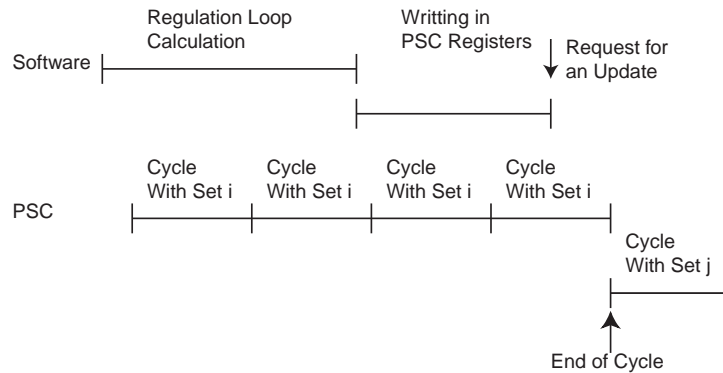 Regulation Loop
Calculation
Writting in
PSC Registers
Request for
an Update
Software
Cycle
With Set i
Cycle
With Set i
Cycle
With Set i
Cycle
With Set i
PSC
Cycle
With Set j
End of Cycle